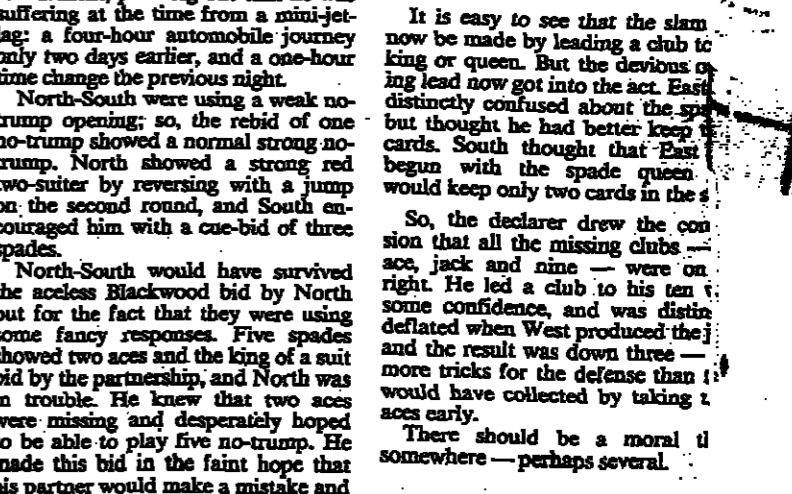 suffering at the time from a mini-jet-
lag: a four-hour automobile journey
only two days earlier, and a one-hour
time change the previous night.
North-South were using a weak no-
trump opening; so, the rebid of one
no-trump showed a normal strong no-
trump. North showed a strong red
two-suiter by reversing with a jump
on the second round, and South en-
couraged him with a cue-bid of three
spades.
North-South would have survived
the aceless Blackwood bid by North
but for the fact that they were using
some fancy responses. Five spades
showed two aces and the king of a suit
bid by the partnership, and North was
in trouble. He knew that two aces
were missing and desperately hoped
to be able to play five no-trump. He
made this bid in the faint hope that
his partner would make a mistake and
It is easy to see that the slam
now be made by leading a club to
king or queen. But the devious
ing lead now got into the act. East
distinctly confused about the
but thought he had better keep
cards. South thought that East
begun with the spade queen
would keep only two cards in the s
So, the declarer drew the con
sion that all the missing clubs —
ace, jack and nine — were on
right. He led a club to his ten
some confidence, and was distin
deflated when West produced the j
and the result was down three —
more tricks for the defense than
would have collected by taking
aces early.
There should be a moral
somewhere — perhaps several.